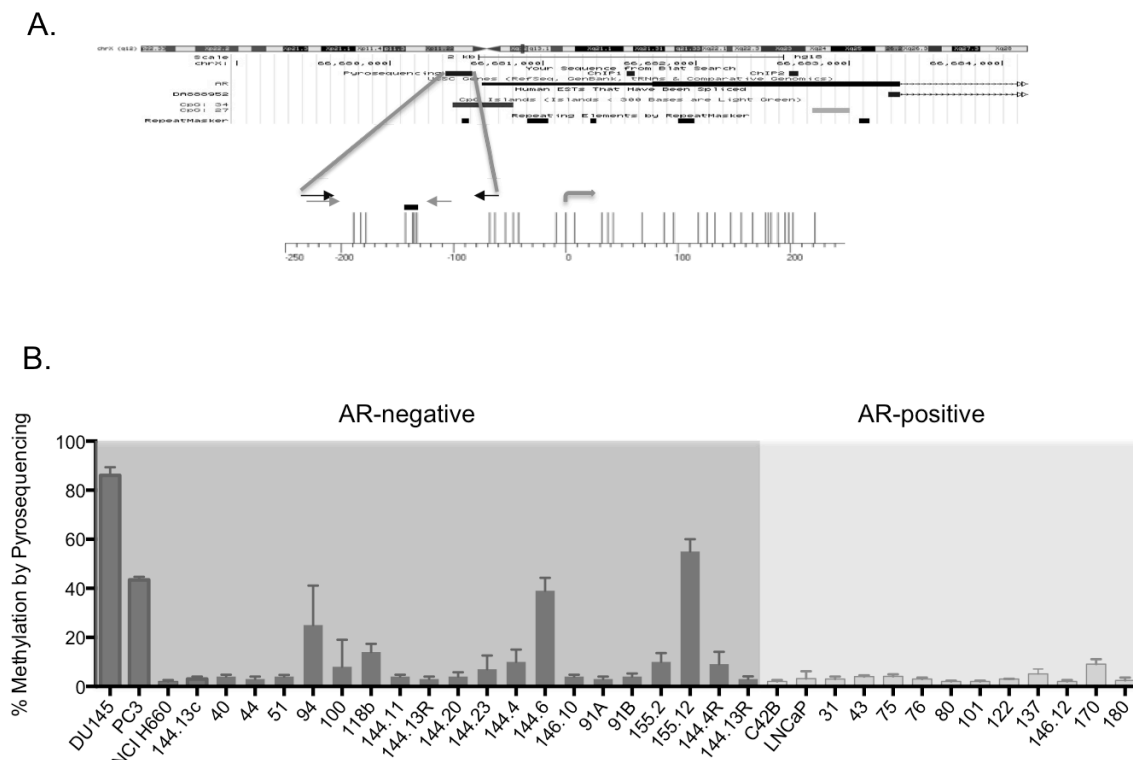 A.
chrX (q12)
Scale 2 kb hg18
chrX: 66,680,000 66,681,000 66,682,000 66,683,000 66,684,000
Your Sequence from Blat Search
Pyrosequencing ChIP1 ChIP2
UCSC Genes (RefSeq, GenBank, tRNAs & Comparative Genomics)
AR
Human ESTs That Have Been Spliced
DA686952
CpG Islands (Islands < 300 Bases are Light Green)
CpG: 34
CpG: 27
Repeating Elements by RepeatMasker
RepeatMasker
-250 -200 -100 0 100 200
B.
AR-negative AR-positive
% Methylation by Pyrosequencing
100
80
60
40
20
0
DU145 PC3 NCI H660 144.13c 40 44 51 94 100 118b 144.11 144.13R 144.20 144.23 144.4 144.6 146.10 91A 91B 155.2 155.12 144.4R 144.13R C42B LNCaP 31 43 75 76 80 101 122 137 146.12 170 180